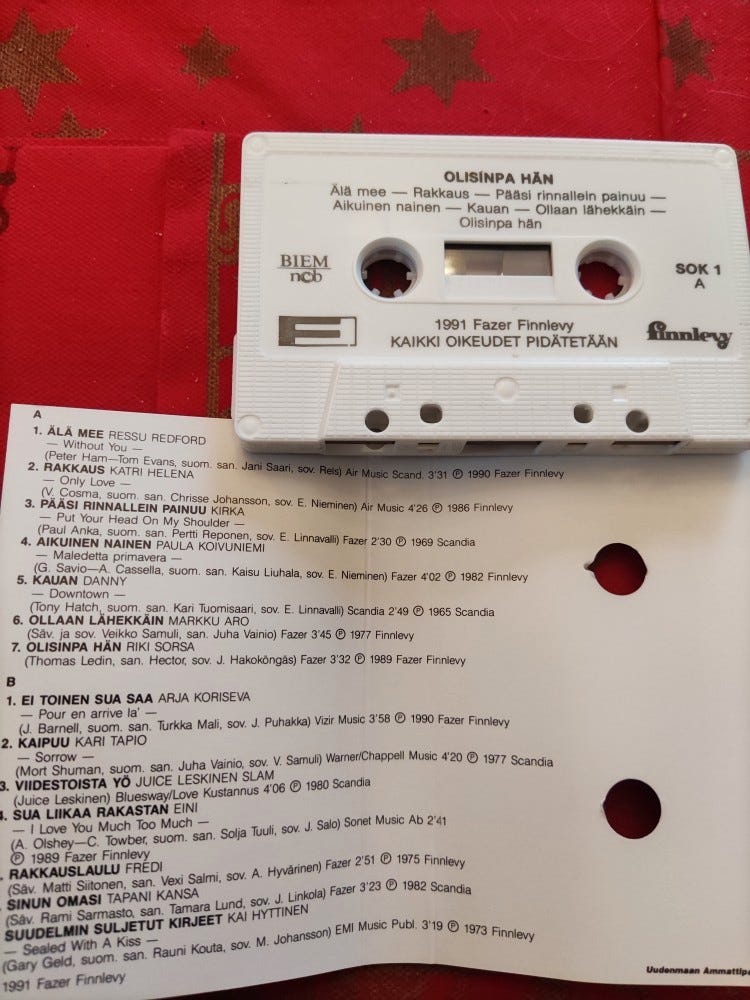 OLISINPA HÄN
Älä mee — Rakkaus — Pääsi rinnallein painuu —
Aikuinen nainen — Kauan — Ollaan lähekkäin —
Olisinpa hän
BIEM
ncb
SOK 1
A
1991 Fazer Finnlevy
KAIKKI OIKEUDET PIDÄTETÄÄN
finnlevy
A
1. ÄLÄ MEE RESSU REDFORD
— Without You —
(Peter Ham—Tom Evans, suom. san. Jani Saari, sov. Reis) Air Music Scand. 3'31 ℗ 1990 Fazer Finnlevy
2. RAKKAUS KATRI HELENA
— Only Love —
(V. Cosma, suom. san. Chrisse Johansson, sov. E. Nieminen) Air Music 4'26 ℗ 1986 Finnlevy
3. PÄÄSI RINNALLEIN PAINUU KIRKA
— Put Your Head On My Shoulder —
(Paul Anka, suom. san. Pertti Reponen, sov. E. Linnavalli) Fazer 2'30 ℗ 1969 Scandia
4. AIKUINEN NAINEN PAULA KOIVUNIEMI
— Maledetta primavera —
(G. Savio—A. Cassella, suom. san. Kaisu Liuhala, sov. E. Nieminen) Fazer 4'02 ℗ 1982 Finnlevy
5. KAUAN DANNY
— Downtown —
(Tony Hatch, suom. san. Kari Tuomisaari, sov. E. Linnavalli) Scandia 2'49 ℗ 1965 Scandia
6. OLLAAN LÄHEKKÄIN MARKKU ARO
(Säv. ja sov. Veikko Samuli, san. Juha Vainio) Fazer 3'45 ℗ 1977 Finnlevy
7. OLISINPA HÄN RIKI SORSA
(Thomas Ledin, san. Hector, sov. J. Hakoköngäs) Fazer 3'32 ℗ 1989 Fazer Finnlevy
B
1. EI TOINEN SUA SAA ARJA KORISEVA
— Pour en arrive la' —
(J. Barnell, suom. san. Turkka Mali, sov. J. Puhakka) Vizir Music 3'58 ℗ 1990 Fazer Finnlevy
2. KAIPUU KARI TAPIO
— Sorrow —
(Mort Shuman, suom. san. Juha Vainio, sov. V. Samuli) Warner/Chappell Music 4'20 ℗ 1977 Scandia
3. VIIDESTOISTA YÖ JUICE LESKINEN SLAM
(Juice Leskinen) Bluesway/Love Kustannus 4'06 ℗ 1980 Scandia
4. SUA LIIKAA RAKASTAN EINI
— I Love You Much Too Much —
(A. Olshey—C. Towber, suom. san. Solja Tuuli, sov. J. Salo) Sonet Music Ab 2'41
℗ 1989 Fazer Finnlevy
. RAKKAUSLAULU FREDI
(Säv. Matti Siitonen, san. Vexi Salmi, sov. A. Hyvärinen) Fazer 2'51 ℗ 1975 Finnlevy
SINUN OMASI TAPANI KANSA
(Säv. Rami Sarmasto, san. Tamara Lund, sov. J. Linkola) Fazer 3'23 ℗ 1982 Scandia
SUUDELMIN SULJETUT KIRJEET KAI HYTTINEN
— Sealed With A Kiss —
(Gary Geld, suom. san. Rauni Kouta, sov. M. Johansson) EMI Music Publ. 3'19 ℗ 1973 Finnlevy
1991 Fazer Finnlevy
Uudenmaan